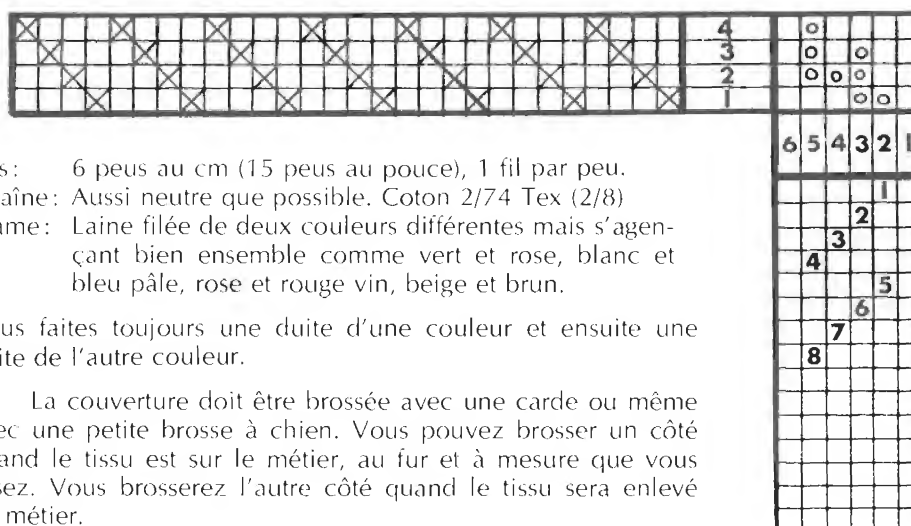 4
3
2
1
6 5 4 3 2 1
s: 6 peus au cm (15 peus au pouce), 1 fil par peu.
aîne: Aussi neutre que possible. Coton 2/74 Tex (2/8)
ame: Laine filée de deux couleurs différentes mais s'agen-
çant bien ensemble comme vert et rose, blanc et
bleu pâle, rose et rouge vin, beige et brun.
us faites toujours une duite d'une couleur et ensuite une
ite de l'autre couleur.
La couverture doit être brossée avec une carde ou même
ec une petite brosse à chien. Vous pouvez brosser un côté
and le tissu est sur le métier, au fur et à mesure que vous
sez. Vous brosserez l'autre côté quand le tissu sera enlevé
métier.
1
2
3
4
5
6
7
8